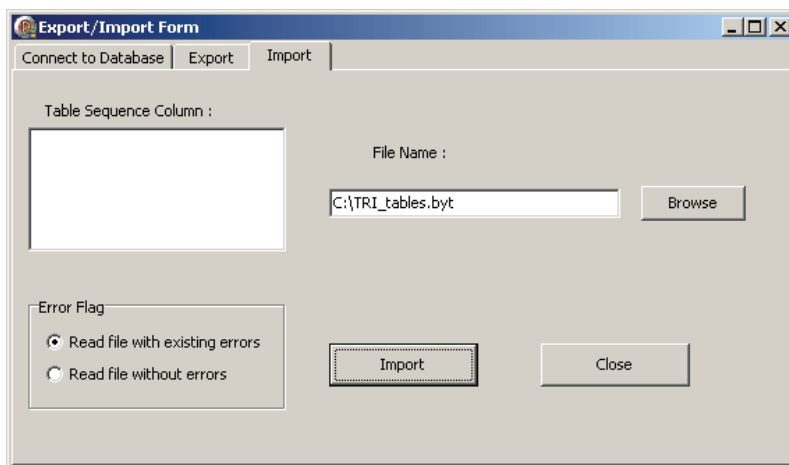 Export/Import Form
Connect to Database Export Import
Table Sequence Column :
File Name :
C:\TRI_tables.byt
Browse
Error Flag
Read file with existing errors
Read file without errors
Import
Close